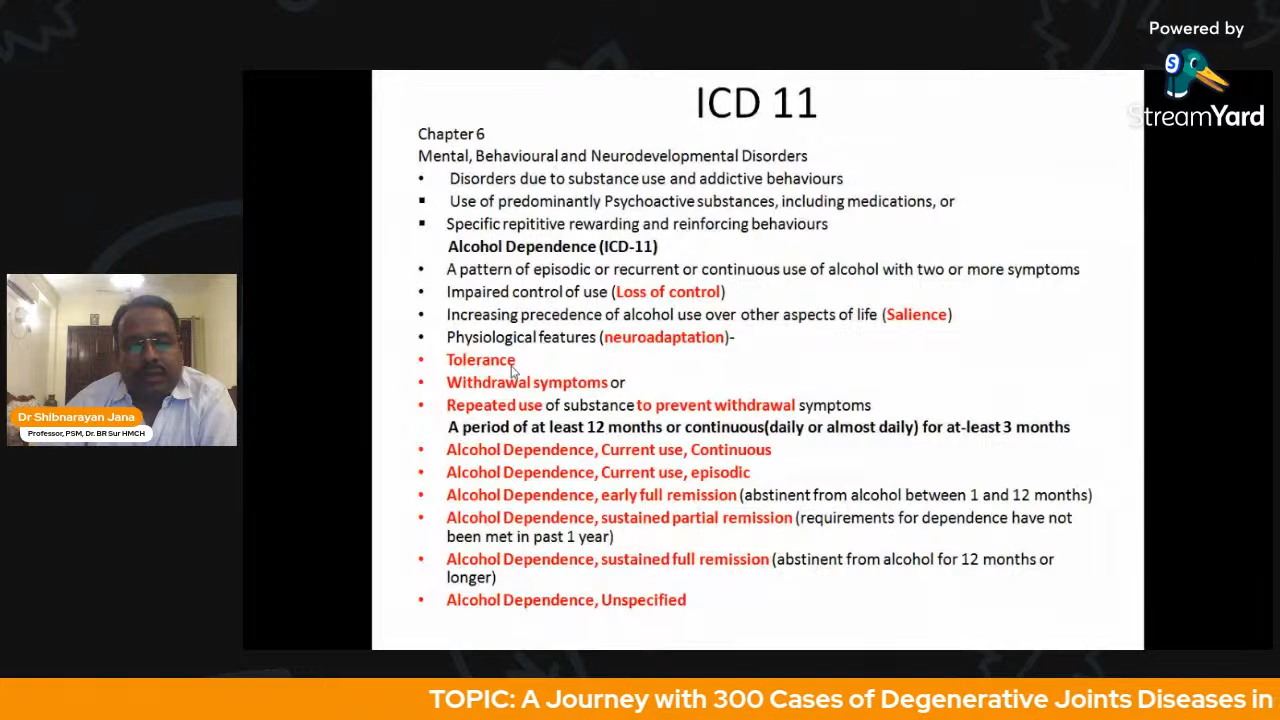 Powered by
StreamYard
ICD 11
Chapter 6
Mental, Behavioural and Neurodevelopmental Disorders
• Disorders due to substance use and addictive behaviours
▪ Use of predominantly Psychoactive substances, including medications, or
▪ Specific repititive rewarding and reinforcing behaviours
Alcohol Dependence (ICD-11)
• A pattern of episodic or recurrent or continuous use of alcohol with two or more symptoms
• Impaired control of use (Loss of control)
• Increasing precedence of alcohol use over other aspects of life (Salience)
• Physiological features (neuroadaptation)-
• Tolerance
• Withdrawal symptoms or
• Repeated use of substance to prevent withdrawal symptoms
A period of at least 12 months or continuous(daily or almost daily) for at-least 3 months
• Alcohol Dependence, Current use, Continuous
• Alcohol Dependence, Current use, episodic
• Alcohol Dependence, early full remission (abstinent from alcohol between 1 and 12 months)
• Alcohol Dependence, sustained partial remission (requirements for dependence have not
been met in past 1 year)
• Alcohol Dependence, sustained full remission (abstinent from alcohol for 12 months or
longer)
• Alcohol Dependence, Unspecified
Dr Shibnarayan Jana
Professor, PSM, Dr. BR Sur HMCH
TOPIC: A Journey with 300 Cases of Degenerative Joints Diseases in